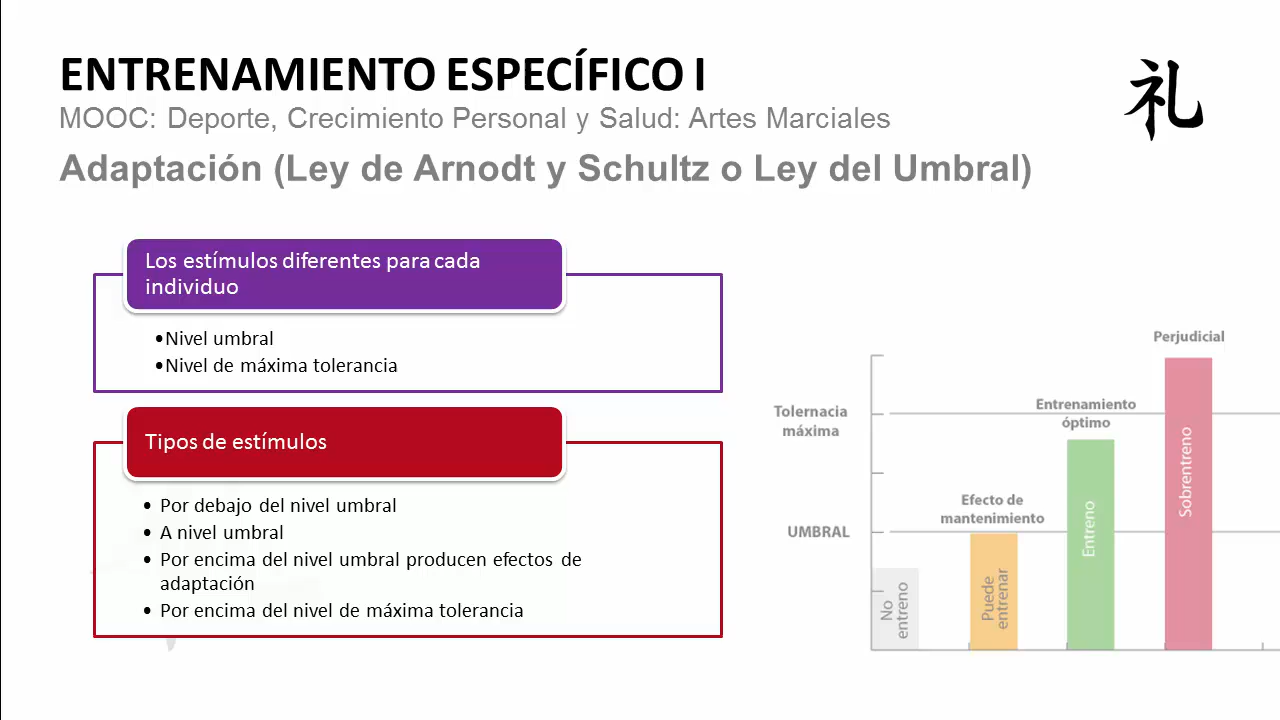 ENTRENAMIENTO ESPECÍFICO I
MOOC: Deporte, Crecimiento Personal y Salud: Artes Marciales
礼
Adaptación (Ley de Arnodt y Schultz o Ley del Umbral)
Los estímulos diferentes para cada
individuo
•Nivel umbral
•Nivel de máxima tolerancia
Tipos de estímulos
• Por debajo del nivel umbral
• A nivel umbral
• Por encima del nivel umbral producen efectos de
adaptación
• Por encima del nivel de máxima tolerancia
Perjudicial
Tolernacia
máxima
Entrenamiento
óptimo
Efecto de
mantenimiento
UMBRAL
No
entreno
Puede
entrenar
Entreno
Sobrentreno